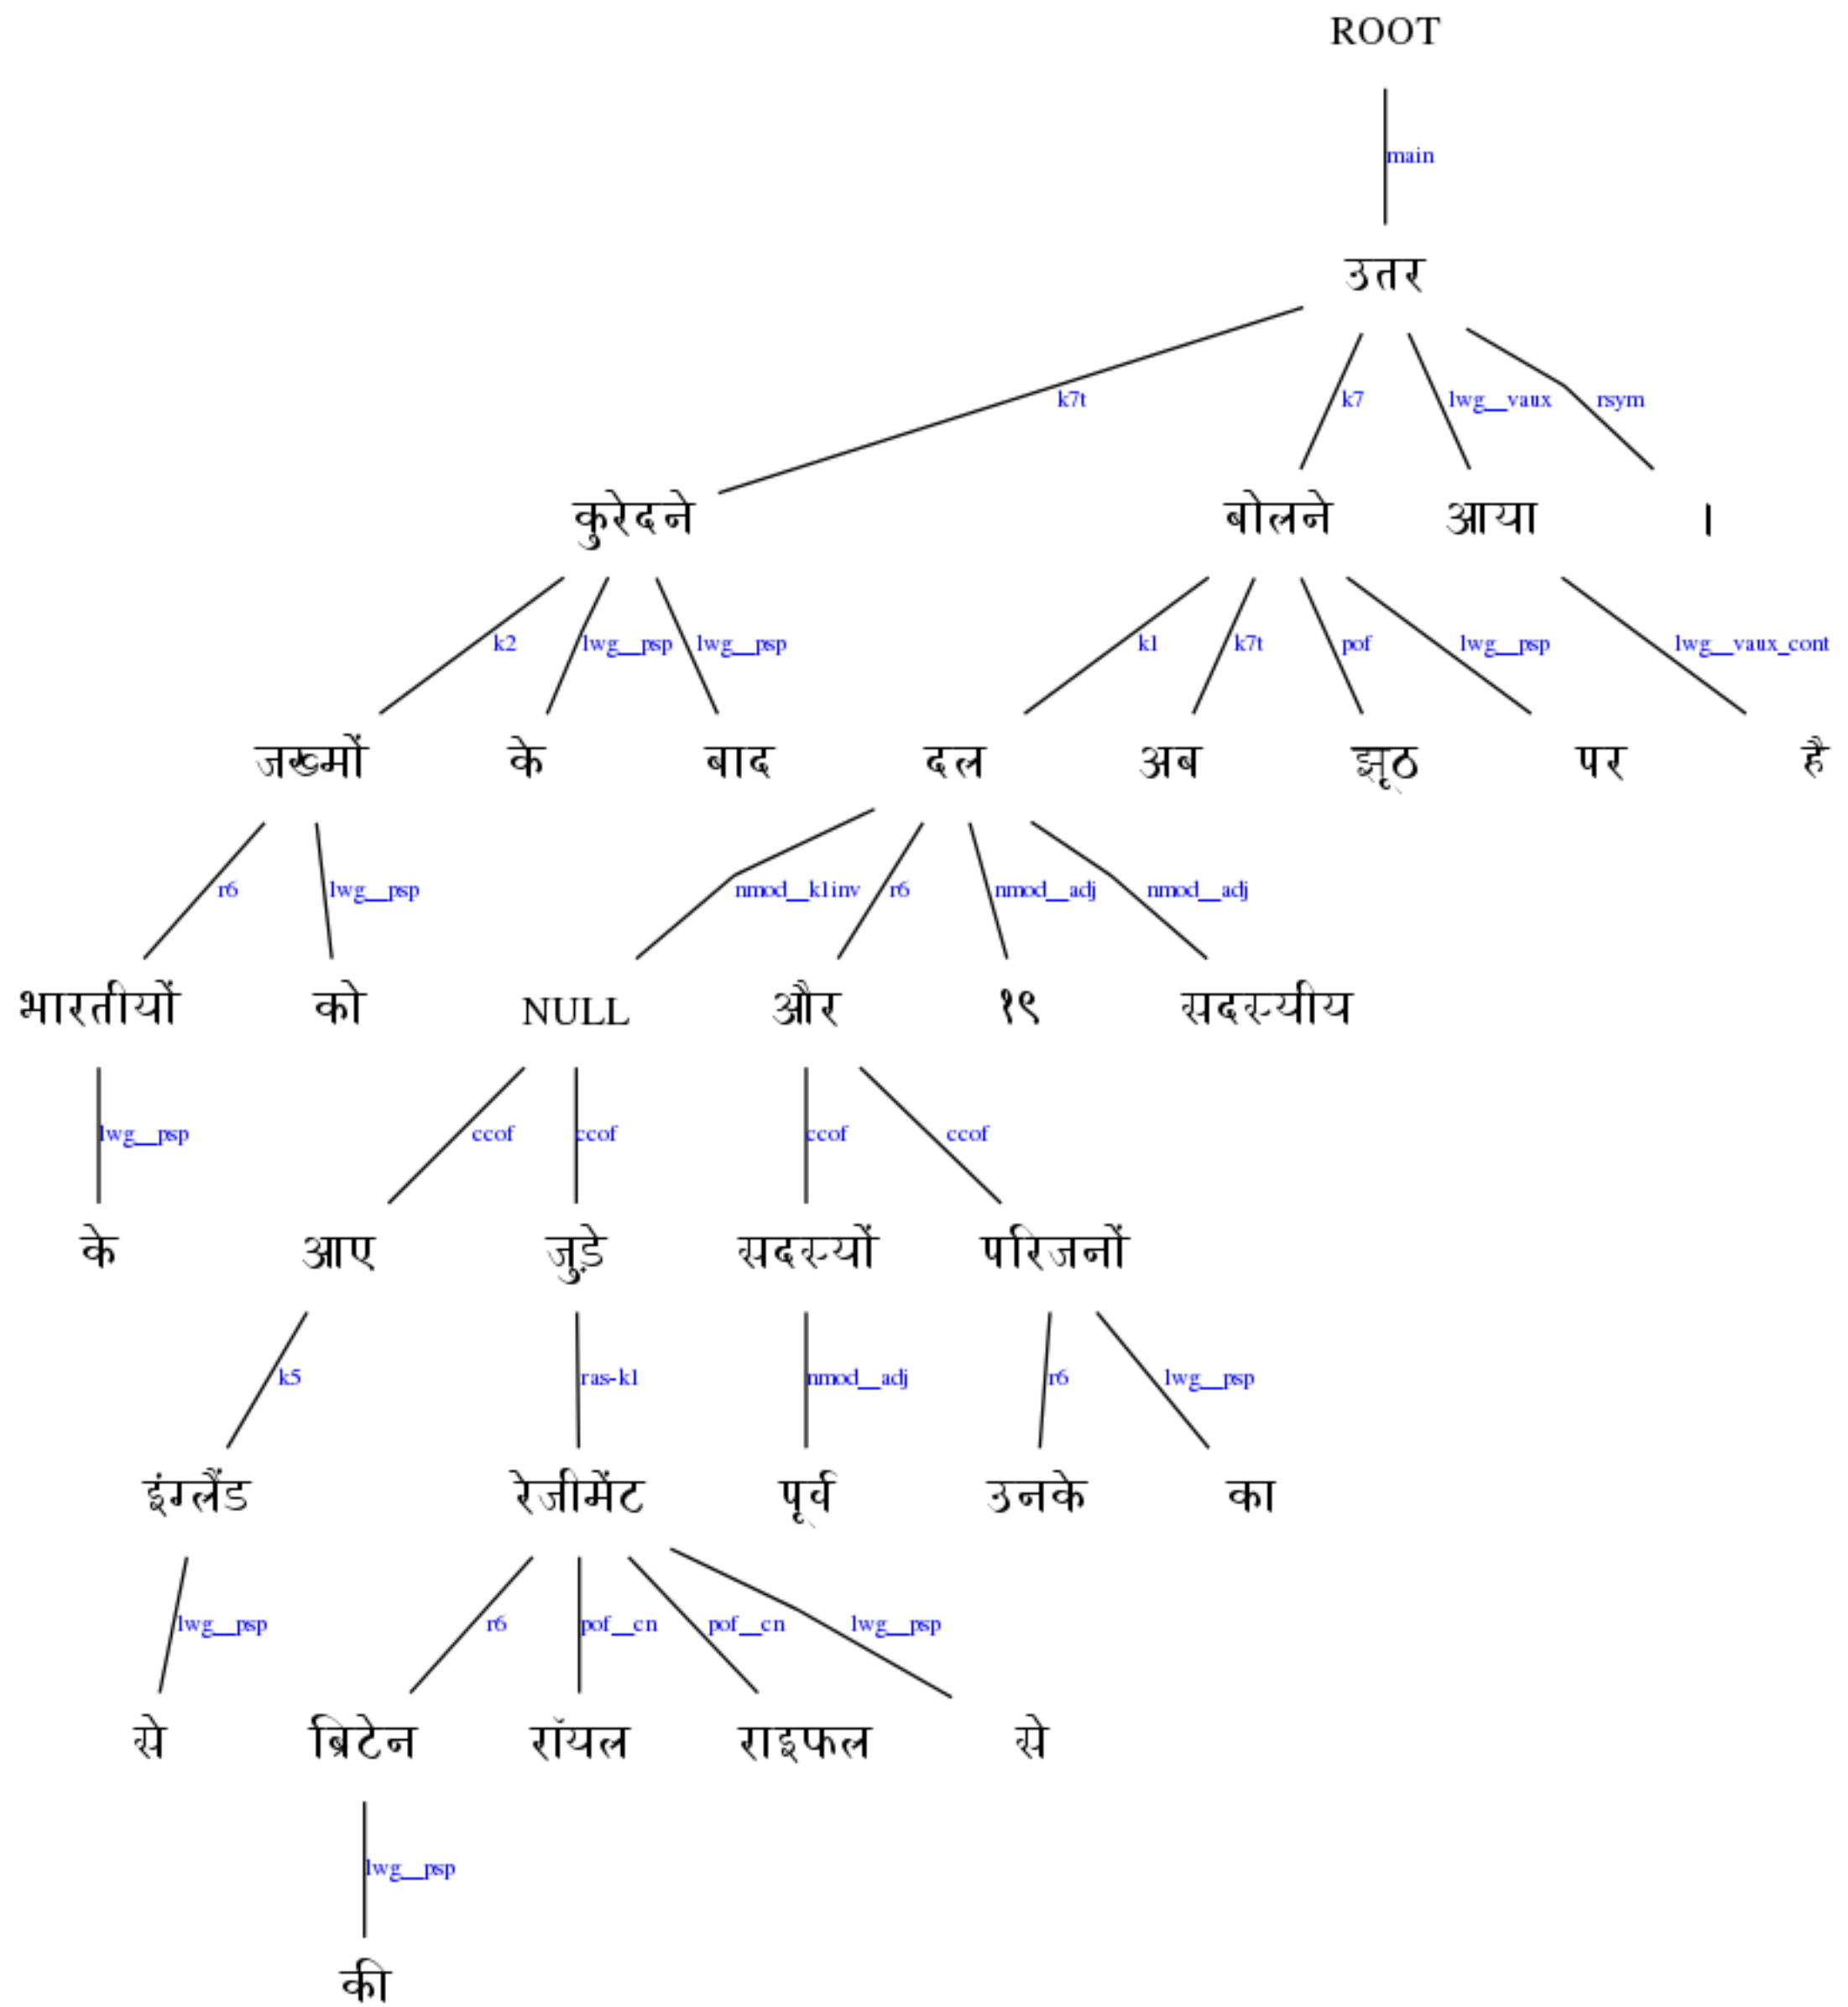 ROOT
main
उतर
k7t k7 lwg__vaux rsym
कुरेदने बोलने आया ।
k2 lwg__psp lwg__psp k1 k7t pof lwg__psp lwg__vaux_cont
जख्मों के बाद दल अब झूठ पर है
r6 lwg__psp nmod__k1inv r6 nmod__adj nmod__adj
भारतीयों को NULL और १९ सदस्यीय
lwg__psp ccof ccof ccof ccof
के आए जुड़े सदस्यों परिजनों
k5 ras-k1 nmod__adj r6 lwg__psp
इंग्लैंड रेजीमेंट पूर्व उनके का
lwg__psp r6 pof__cn pof__cn lwg__psp
से ब्रिटेन रॉयल राइफल से
lwg__psp
की